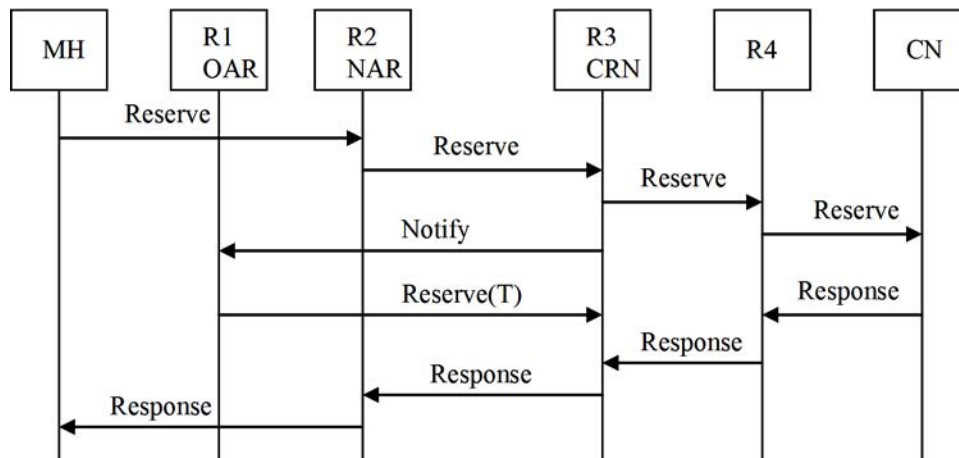 MH
R1
OAR
R2
NAR
R3
CRN
R4
CN
Reserve
Reserve
Reserve
Reserve
Notify
Reserve(T)
Response
Response
Response
Response